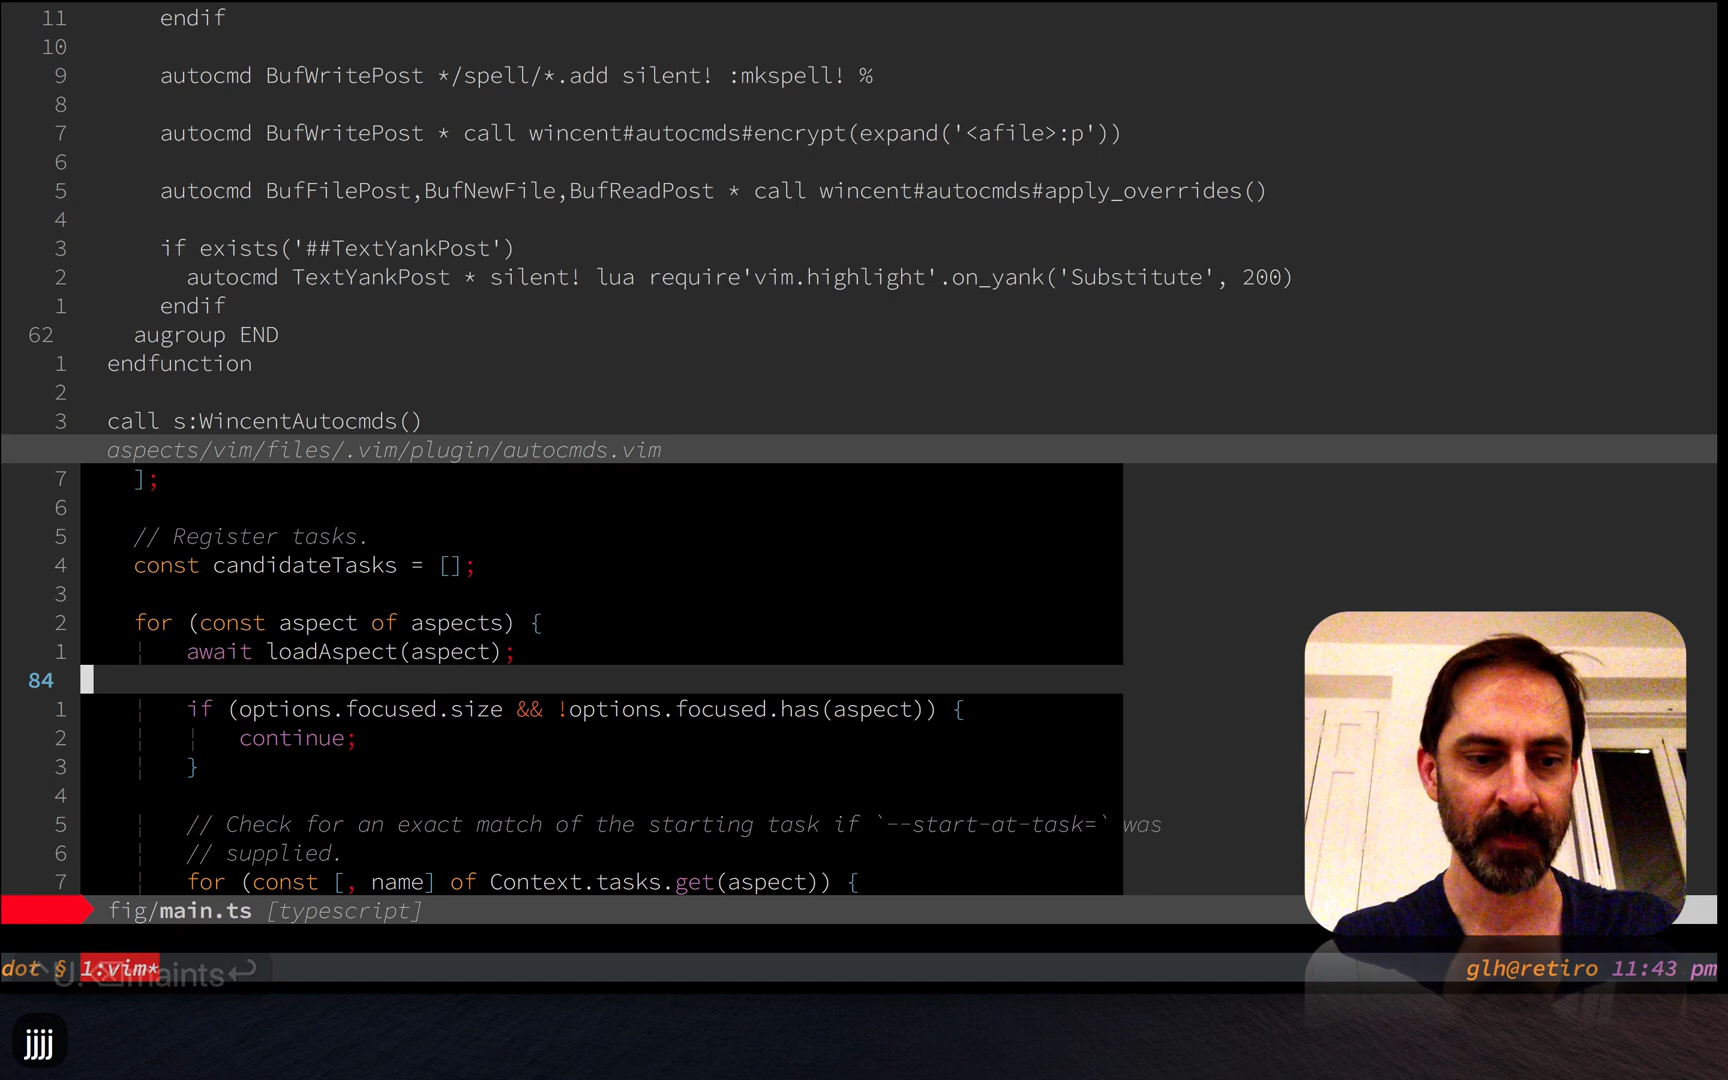 11 endif
10
9 autocmd BufWritePost */spell/*.add silent! :mkspell! %
8
7 autocmd BufWritePost * call wincent#autocmds#encrypt(expand('<afile>:p'))
6
5 autocmd BufFilePost,BufNewFile,BufReadPost * call wincent#autocmds#apply_overrides()
4
3 if exists('##TextYankPost')
2 autocmd TextYankPost * silent! lua require'vim.highlight'.on_yank('Substitute', 200)
1 endif
62 augroup END
1 endfunction
2
3 call s:WincentAutocmds()
aspects/vim/files/.vim/plugin/autocmds.vim
7 ];
6
5 // Register tasks.
4 const candidateTasks = [];
3
2 for (const aspect of aspects) {
1 await loadAspect(aspect);
84
1 if (options.focused.size && !options.focused.has(aspect)) {
2 continue;
3 }
4
5 // Check for an exact match of the starting task if `--start-at-task=` was
6 // supplied.
7 for (const [, name] of Context.tasks.get(aspect)) {
fig/main.ts [typescript]
dot § 1:vim* maints glh@retiro 11:43 pm
jjjj